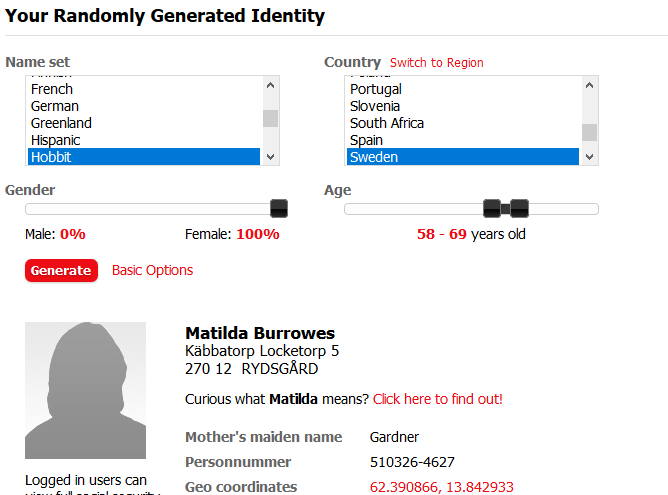 Your Randomly Generated Identity
Name set
Country Switch to Region
French
German
Greenland
Hispanic
Hobbit
Portugal
Slovenia
South Africa
Spain
Sweden
Gender
Age
Male: 0% Female: 100%
58 - 69 years old
Generate Basic Options
Matilda Burrowes
Käbbatorp Locketorp 5
270 12 RYDSGÅRD
Curious what Matilda means? Click here to find out!
Mother's maiden name Gardner
Personnummer 510326-4627
Geo coordinates 62.390866, 13.842933
Logged in users can
view full social security